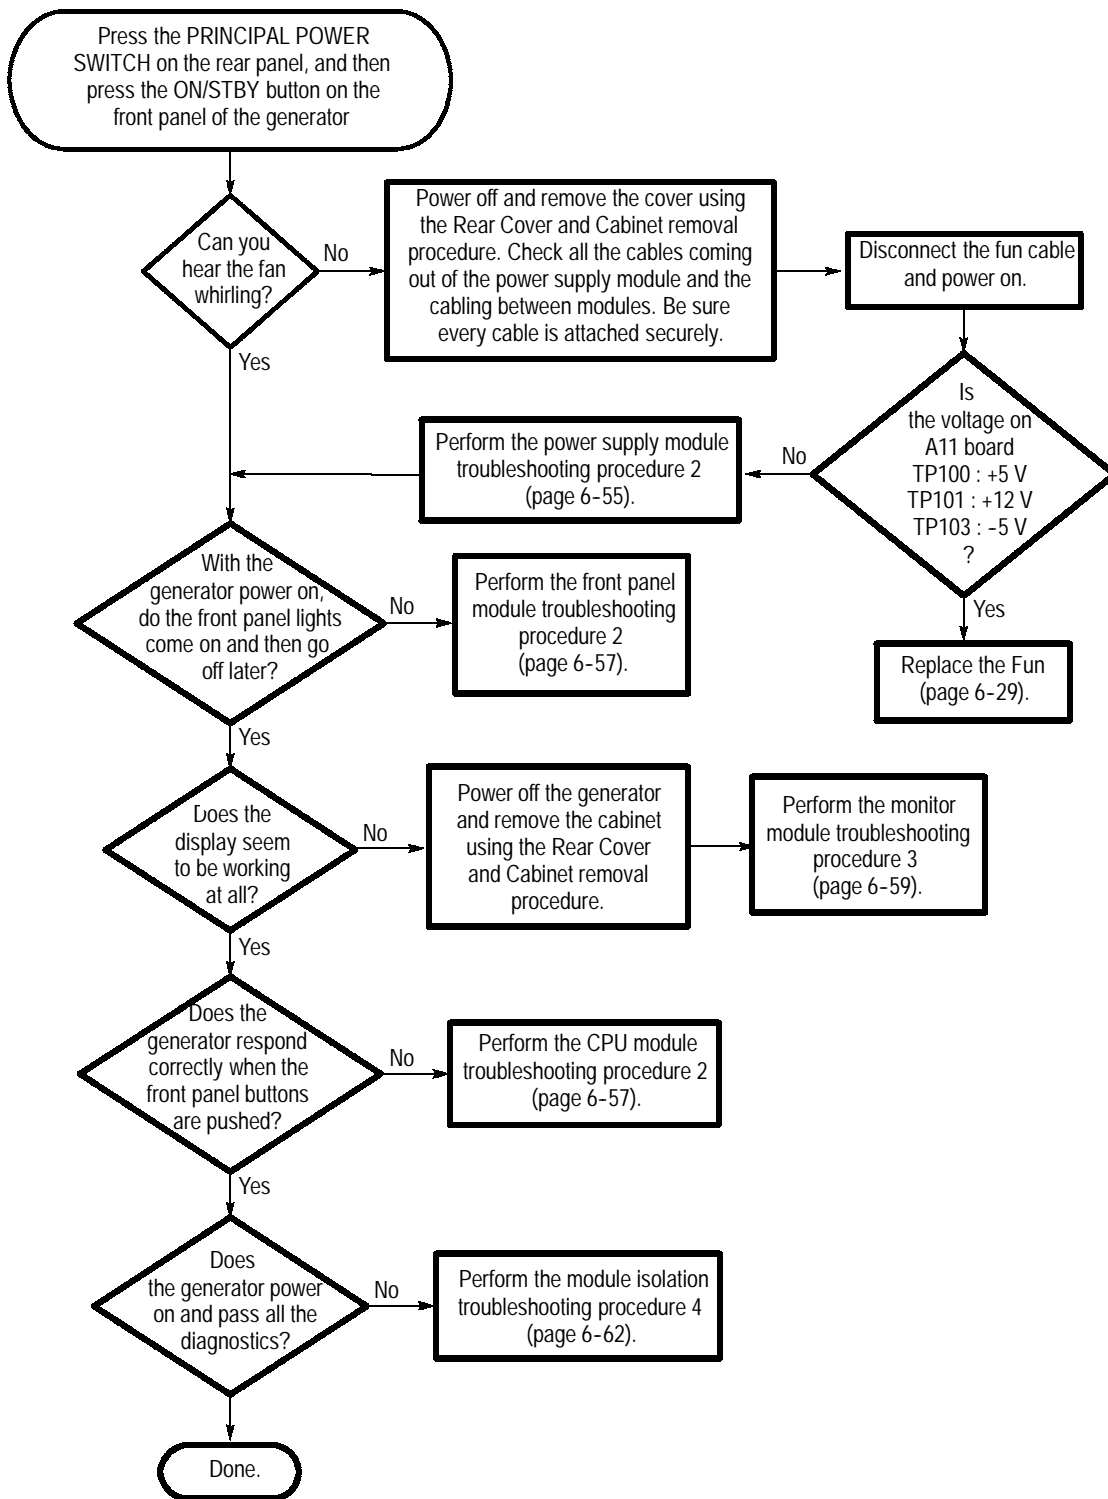 Press the PRINCIPAL POWER
SWITCH on the rear panel, and then
press the ON/STBY button on the
front panel of the generator
Can you
hear the fan
whirling?
No
Yes
Power off and remove the cover using
the Rear Cover and Cabinet removal
procedure. Check all the cables coming
out of the power supply module and the
cabling between modules. Be sure
every cable is attached securely.
Disconnect the fun cable
and power on.
Is
the voltage on
A11 board
TP100 : +5 V
TP101 : +12 V
TP103 : -5 V
?
No
Yes
Perform the power supply module
troubleshooting procedure 2
(page 6-55).
Replace the Fun
(page 6-29).
With the
generator power on,
do the front panel lights
come on and then go
off later?
No
Yes
Perform the front panel
module troubleshooting
procedure 2
(page 6-57).
Does the
display seem
to be working
at all?
No
Yes
Power off the generator
and remove the cabinet
using the Rear Cover
and Cabinet removal
procedure.
Perform the monitor
module troubleshooting
procedure 3
(page 6-59).
Does the
generator respond
correctly when the
front panel buttons
are pushed?
No
Yes
Perform the CPU module
troubleshooting procedure 2
(page 6-57).
Does
the generator power
on and pass all the
diagnostics?
No
Perform the module isolation
troubleshooting procedure 4
(page 6-62).
Done.